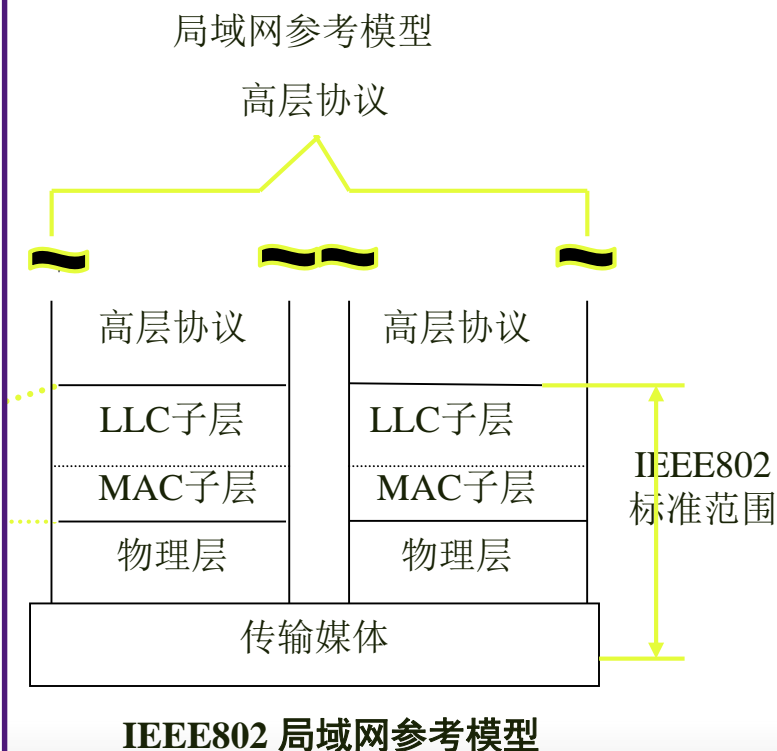 局域网参考模型
高层协议
高层协议 高层协议
LLC子层 LLC子层
MAC子层 MAC子层
IEEE802
标准范围
物理层 物理层
传输媒体
IEEE802 局域网参考模型